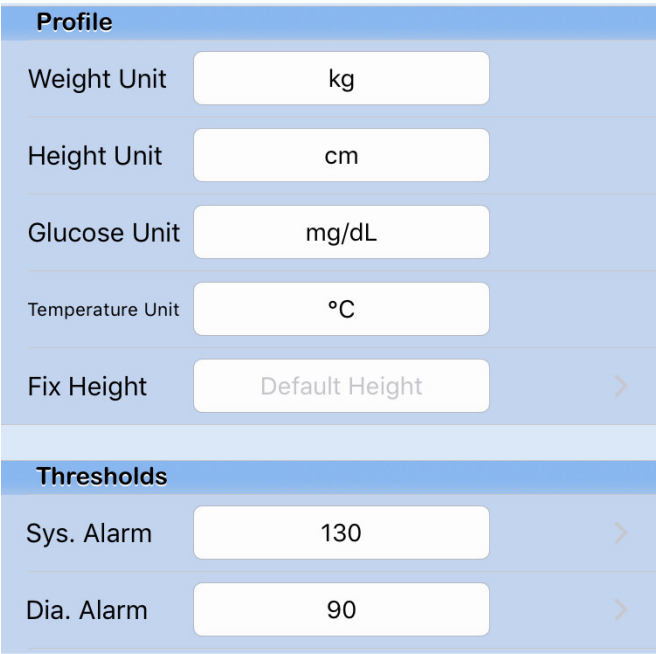 Profile
Weight Unit kg
Height Unit cm
Glucose Unit mg/dL
Temperature Unit °C
Fix Height Default Height
Thresholds
Sys. Alarm 130
Dia. Alarm 90